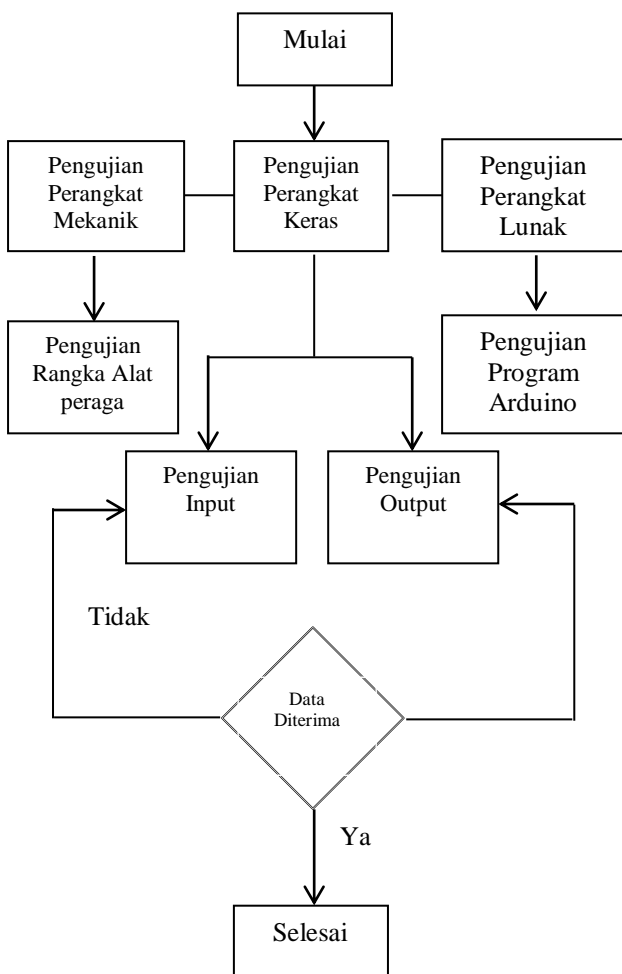 Mulai
Pengujian
Perangkat
Mekanik
Pengujian
Perangkat
Keras
Pengujian
Perangkat
Lunak
Pengujian
Rangka Alat
peraga
Pengujian
Program
Arduino
Pengujian
Input
Pengujian
Output
Tidak
Data
Diterima
Ya
Selesai